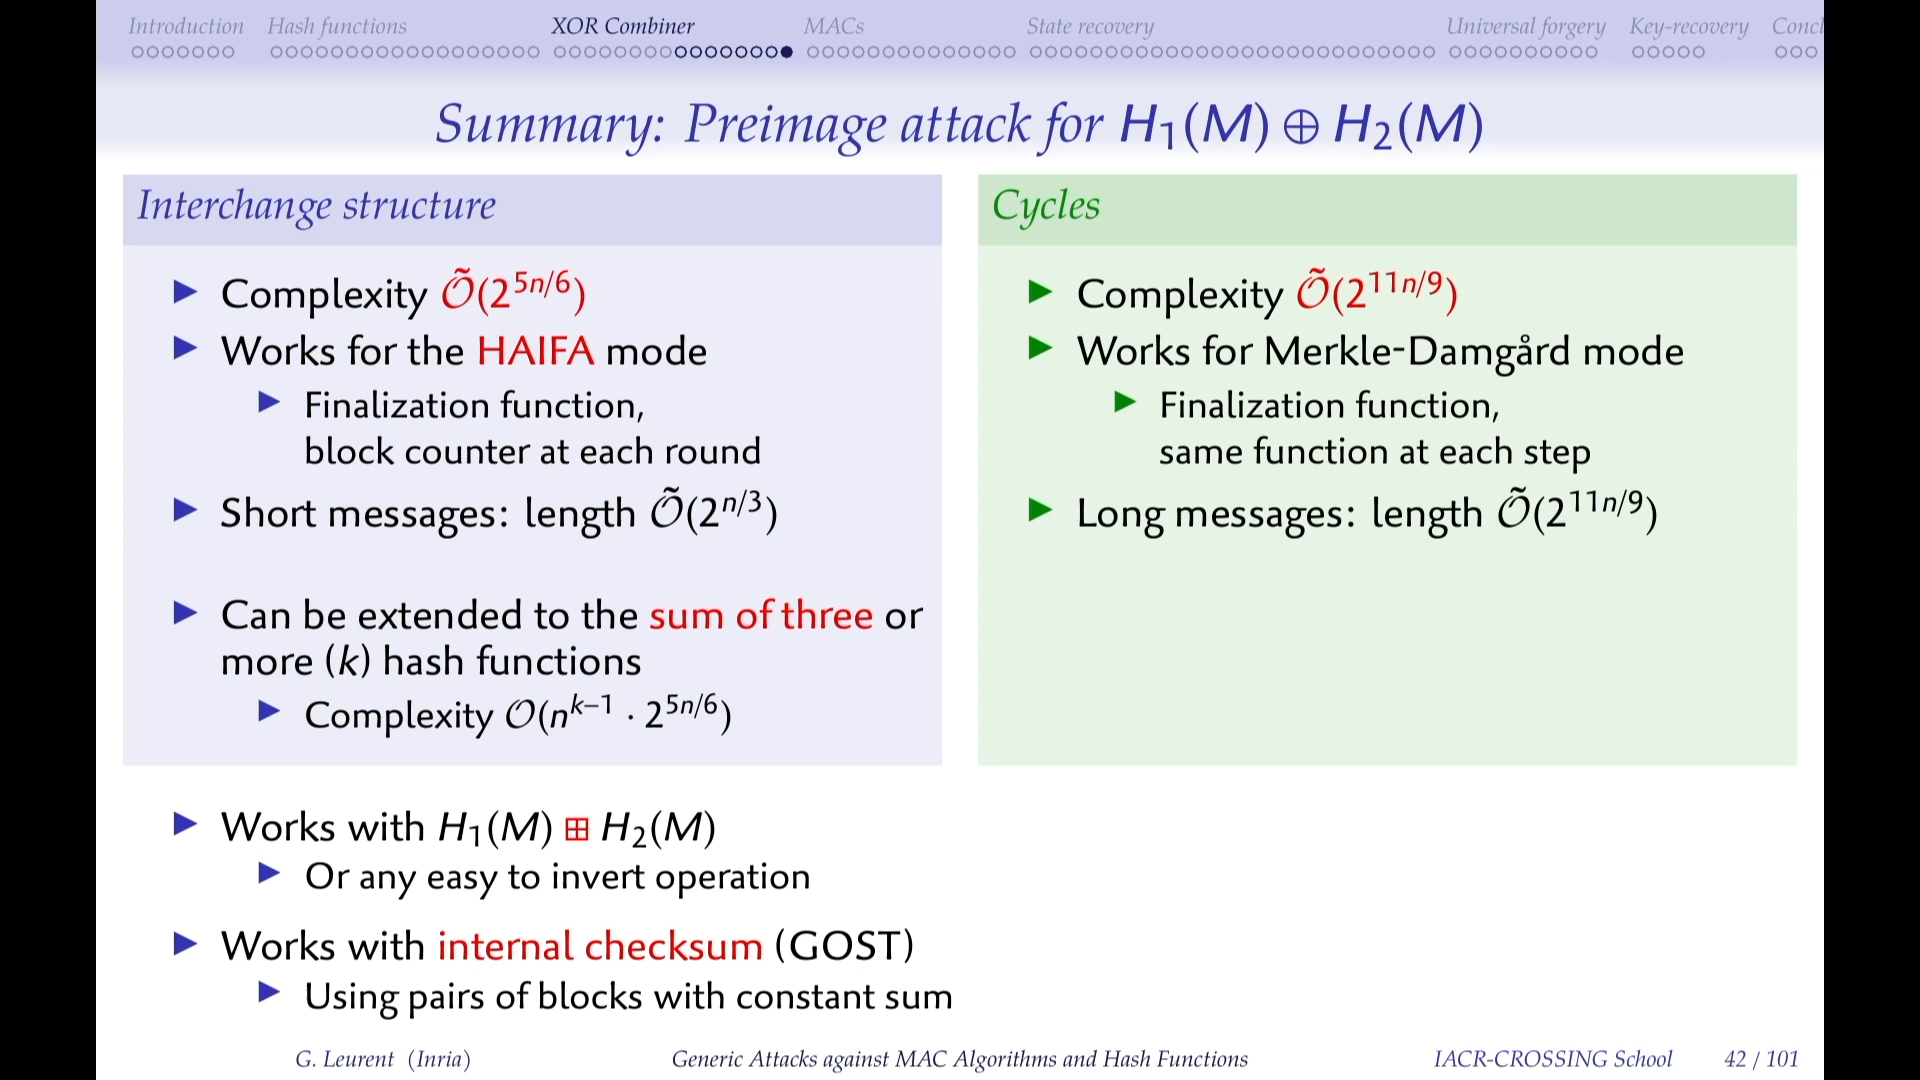 Introduction Hash functions XOR Combiner MACs State recovery Universal forgery Key-recovery Concl
Summary: Preimage attack for H₁(M) ⊕ H₂(M)
Interchange structure
Complexity Õ(2^{5n/6})
Works for the HAIFA mode
Finalization function,
block counter at each round
Short messages: length Õ(2^{n/3})
Can be extended to the sum of three or
more (k) hash functions
Complexity O(n^{k–1} · 2^{5n/6})
Cycles
Complexity Õ(2^{11n/9})
Works for Merkle-Damgård mode
Finalization function,
same function at each step
Long messages: length Õ(2^{11n/9})
Works with H₁(M) ⊞ H₂(M)
Or any easy to invert operation
Works with internal checksum (GOST)
Using pairs of blocks with constant sum
G. Leurent (Inria) Generic Attacks against MAC Algorithms and Hash Functions IACR-CROSSING School 42 / 101